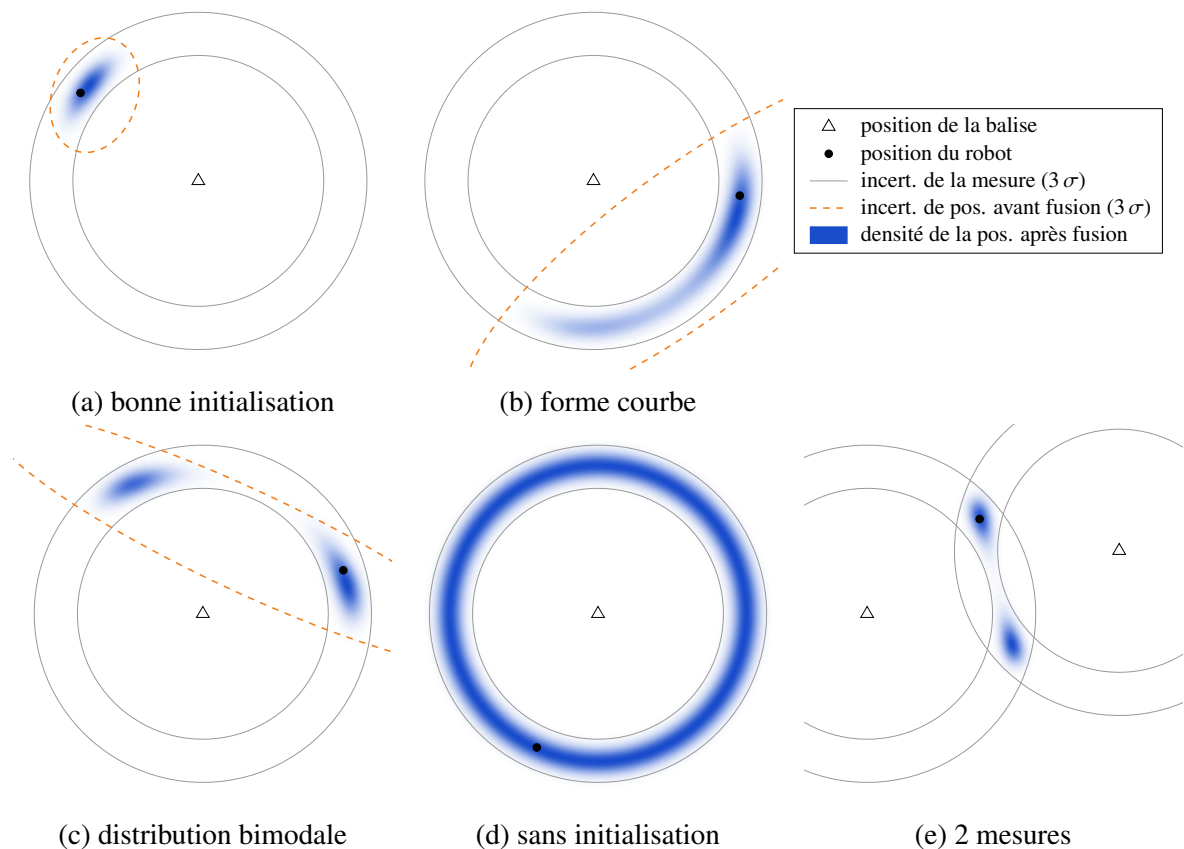 position de la balise
position du robot
incert. de la mesure (3 σ)
incert. de pos. avant fusion (3 σ)
densité de la pos. après fusion
(a) bonne initialisation
(b) forme courbe
(c) distribution bimodale
(d) sans initialisation
(e) 2 mesures